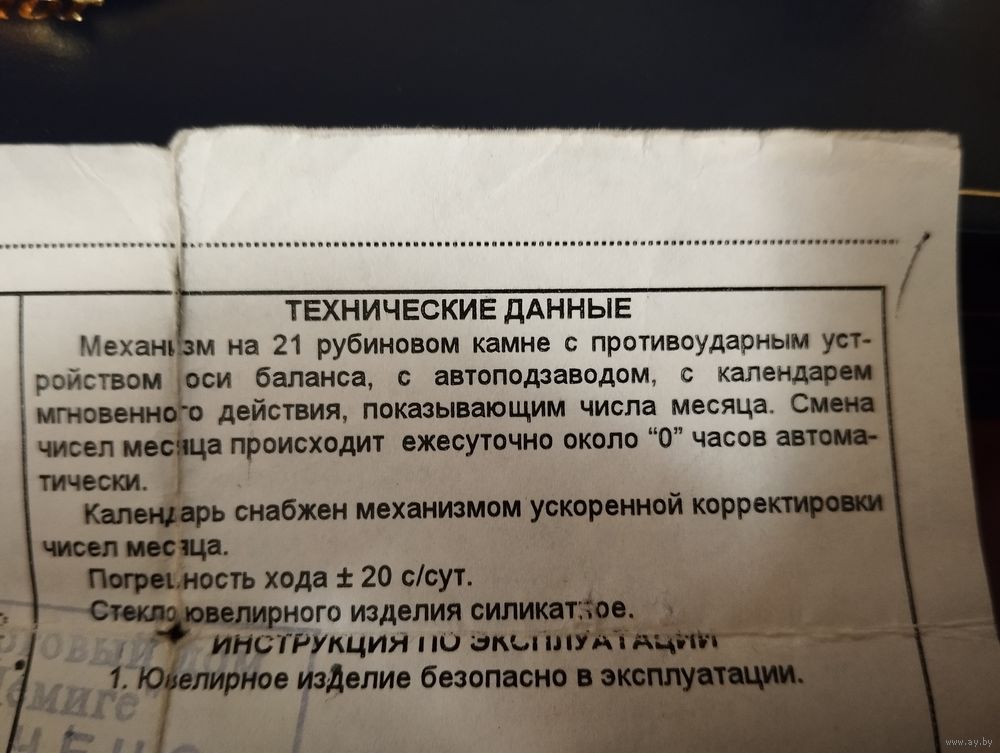 ТЕХНИЧЕСКИЕ ДАННЫЕ
Механизм на 21 рубиновом камне с противоударным уст-
ройством оси баланса, с автоподзаводом, с календарем
мгновенного действия, показывающим числа месяца. Смена
чисел месяца происходит ежесуточно около “0” часов автома-
тически.
Календарь снабжен механизмом ускоренной корректировки
чисел месяца.
Погрешность хода ± 20 с/сут.
Стекло ювелирного изделия силикатное.
ИНСТРУКЦИЯ ПО ЭКСПЛУАТАЦИИ
1. Ювелирное изделие безопасно в эксплуатации.
дом
www.ay.by